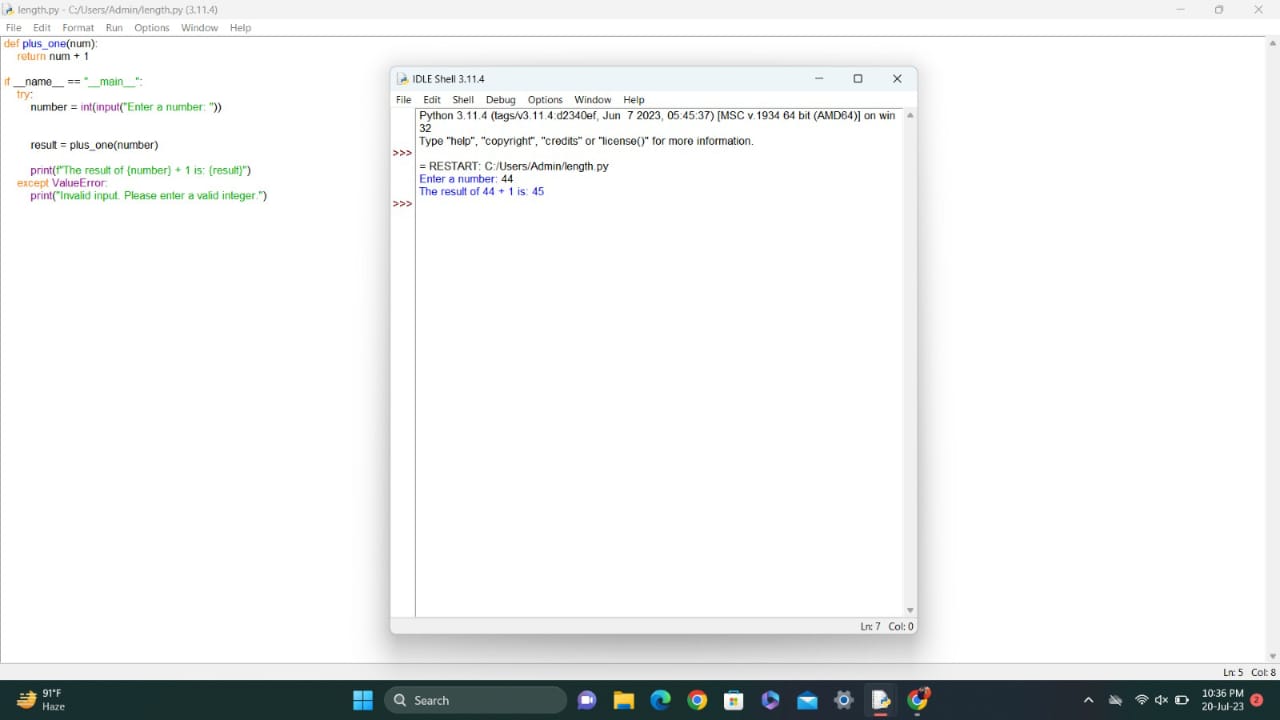 length.py - C:/Users/Admin/length.py (3.11.4)
File Edit Format Run Options Window Help
def plus_one(num):
    return num + 1
if __name__ == "__main__":
    try:
        number = int(input("Enter a number: "))
        result = plus_one(number)
        print(f"The result of {number} + 1 is: {result}")
    except ValueError:
        print("Invalid input. Please enter a valid integer.")
IDLE Shell 3.11.4
File Edit Shell Debug Options Window Help
Python 3.11.4 (tags/v3.11.4:d2340ef, Jun  7 2023, 05:45:37) [MSC v.1934 64 bit (AMD64)] on win
32
Type "help", "copyright", "credits" or "license()" for more information.
>>>
= RESTART: C:/Users/Admin/length.py
Enter a number: 44
The result of 44 + 1 is: 45
>>>
Ln: 7 Col: 0
Ln: 5 Col: 8
91°F
Haze
Search
10:36 PM
20-Jul-23
2